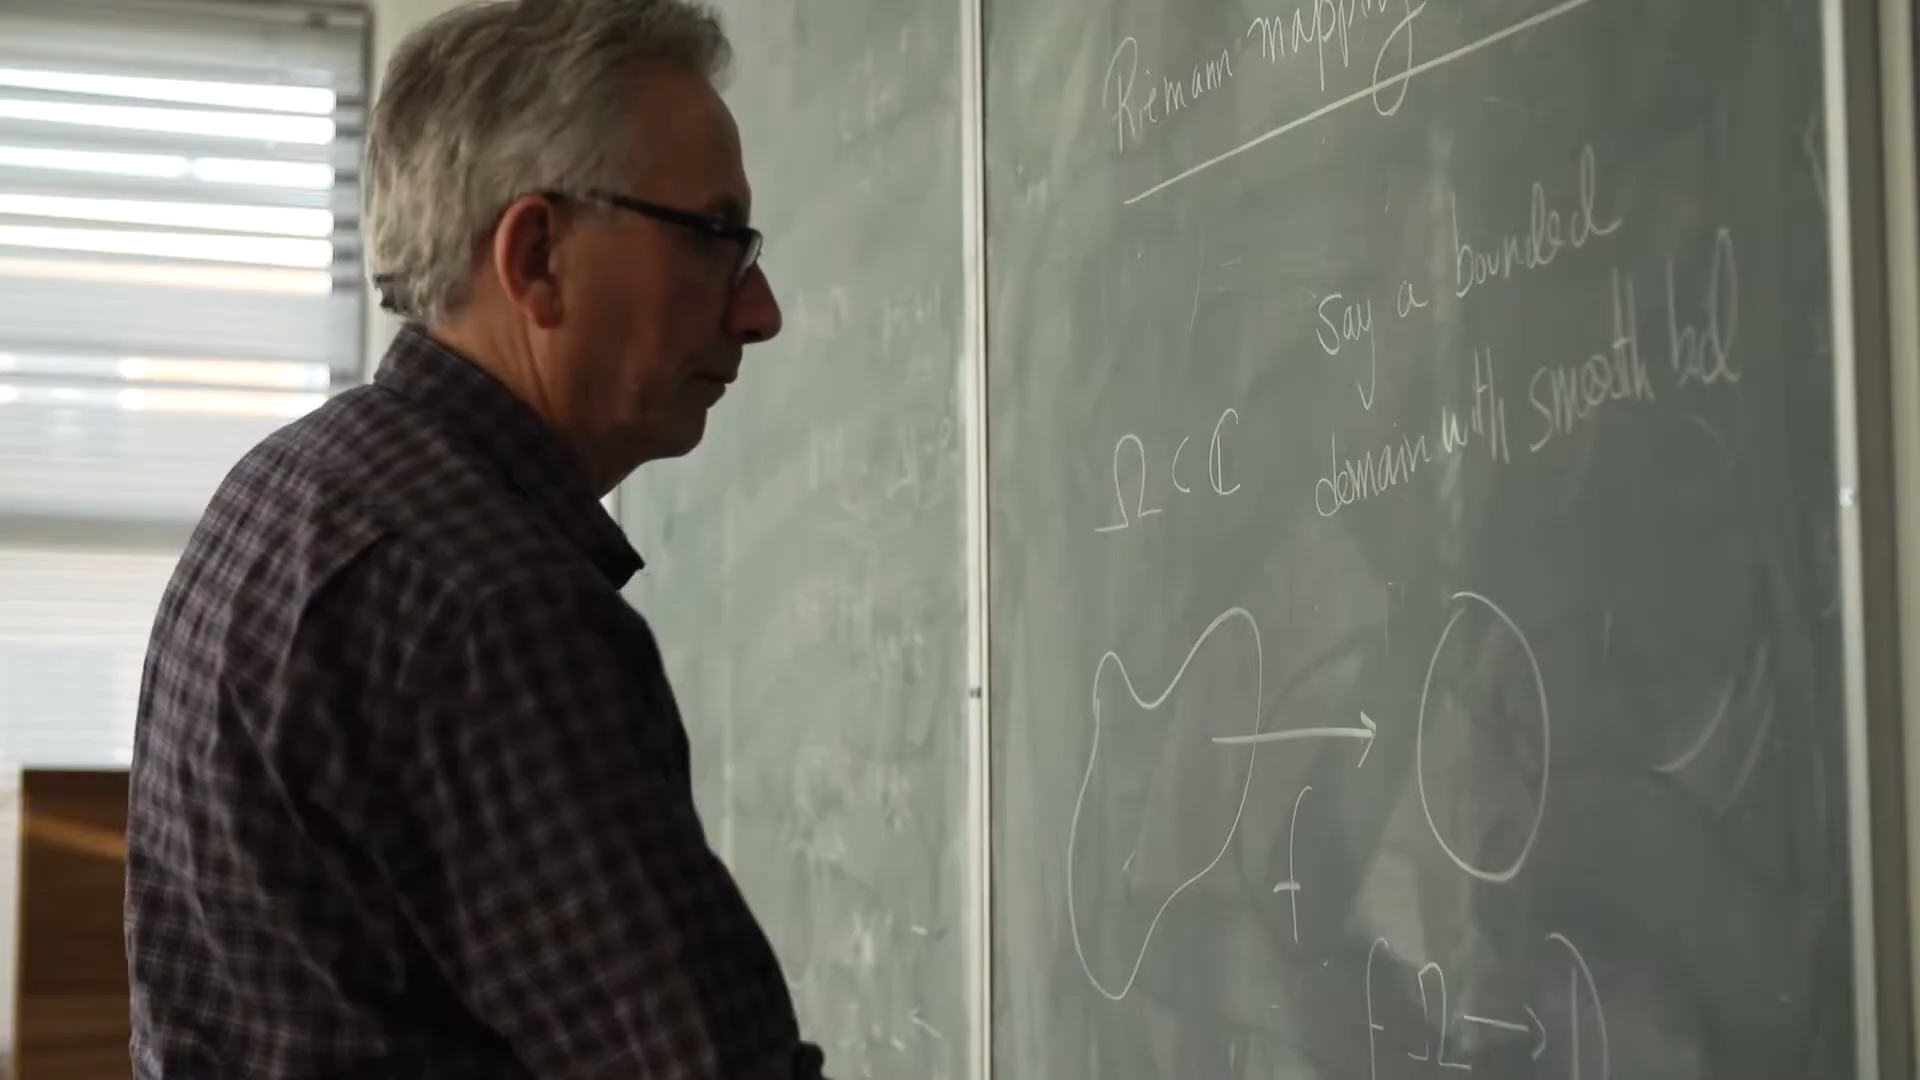 Riemann mapping
say a bounded
Ω ⊂ ℂ domain with smooth bd
f
f Ω → D